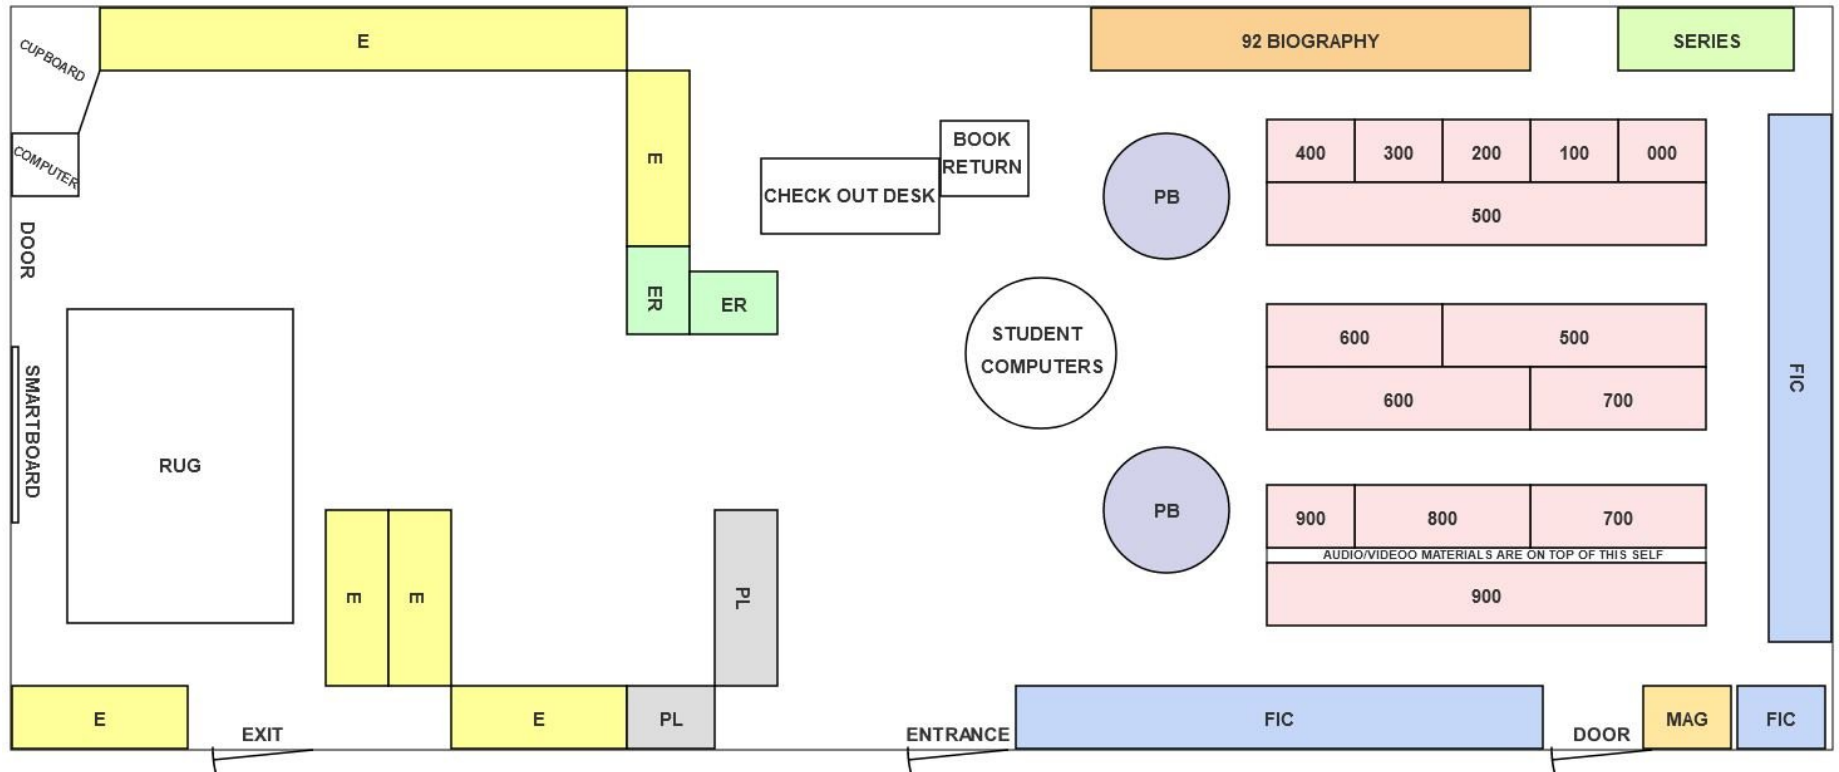 E
92 BIOGRAPHY
SERIES
CUPBOARD
COMPUTER
E
BOOK
RETURN
CHECK OUT DESK
PB
400 300 200 100 000
500
DOOR
ER
ER
STUDENT
COMPUTERS
600 500
600 700
FIC
SMARTBOARD
RUG
PB
900 800 700
AUDIO/VIDEOO MATERIALS ARE ON TOP OF THIS SELF
900
E
E
PL
E
EXIT
E
PL
ENTRANCE
FIC
DOOR
MAG
FIC